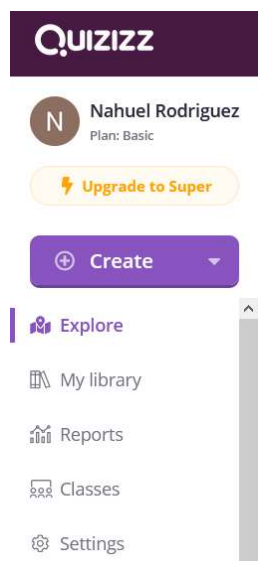 Quizizz
N
Nahuel Rodriguez
Plan: Basic
Upgrade to Super
Create
Explore
My library
Reports
Classes
Settings